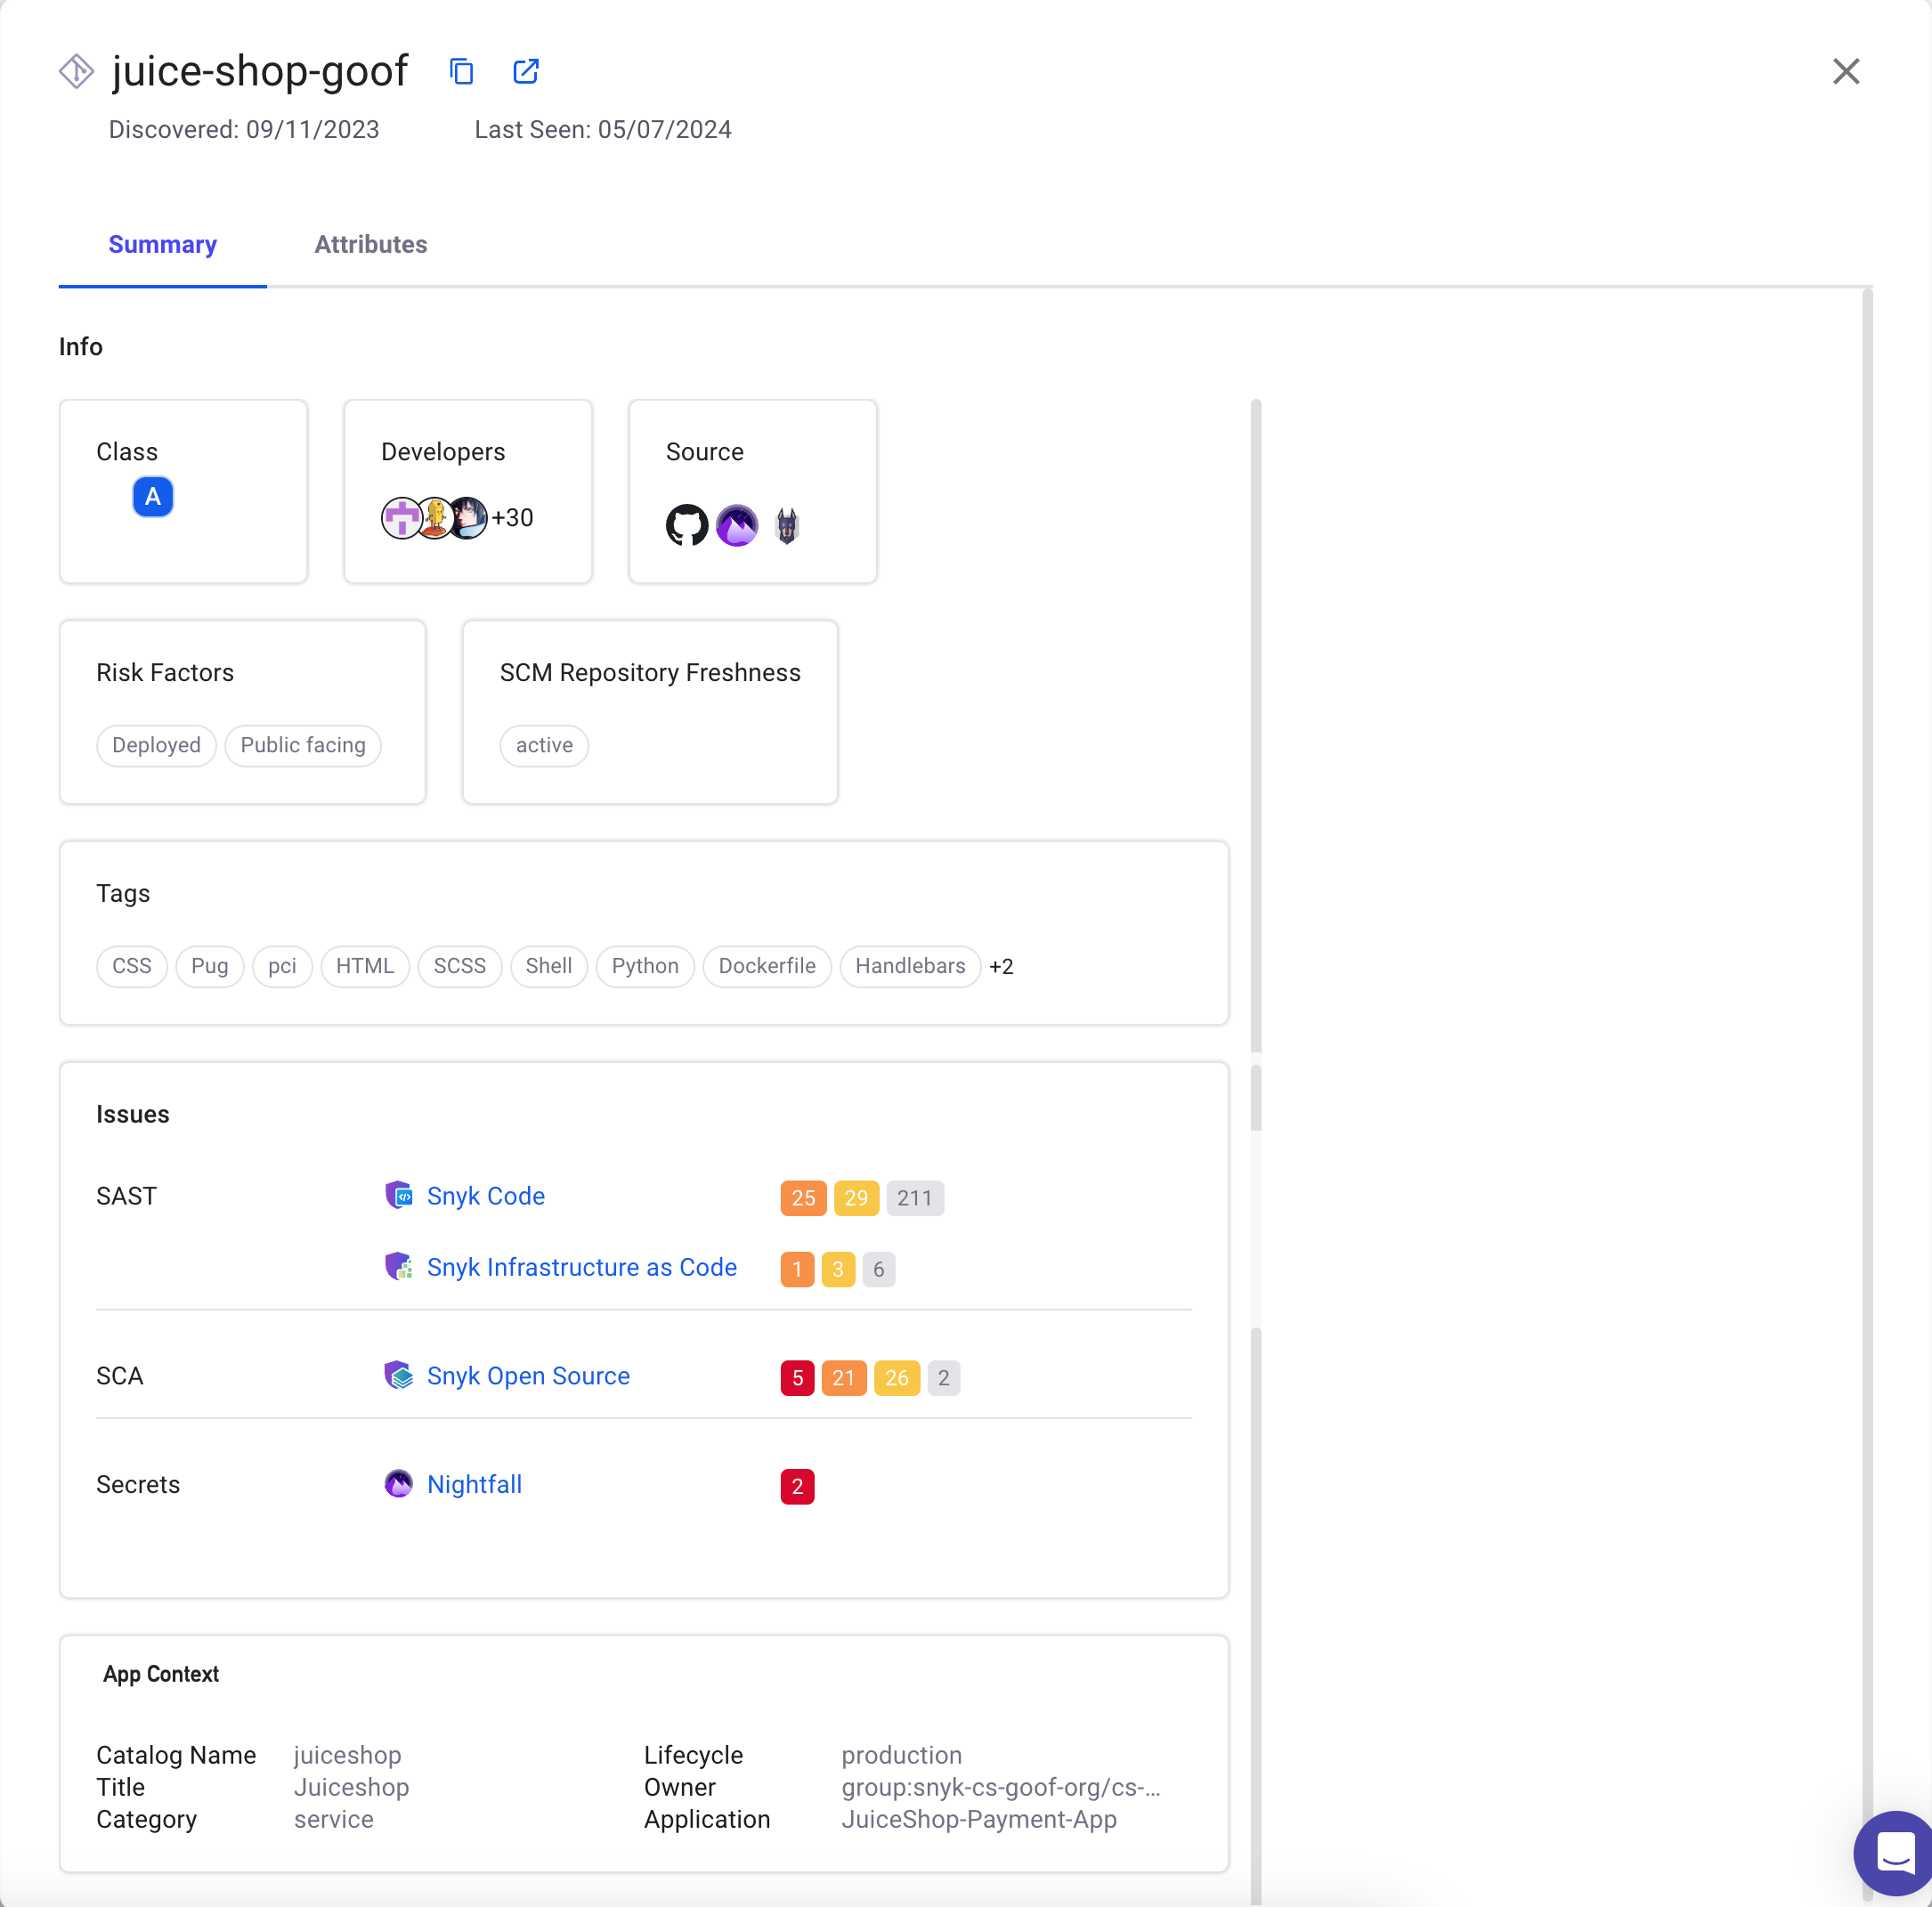 juice-shop-goof
Discovered: 09/11/2023 Last Seen: 05/07/2024
Summary Attributes
Info
Class Developers Source
A +30
Risk Factors SCM Repository Freshness
Deployed Public facing active
Tags
CSS Pug pci HTML SCSS Shell Python Dockerfile Handlebars +2
Issues
SAST Snyk Code 25 29 211
Snyk Infrastructure as Code 1 3 6
SCA Snyk Open Source 5 21 26 2
Secrets Nightfall 2
App Context
Catalog Name juiceshop Lifecycle production
Title Juiceshop Owner group:snyk-cs-goof-org/cs-...
Category service Application JuiceShop-Payment-App